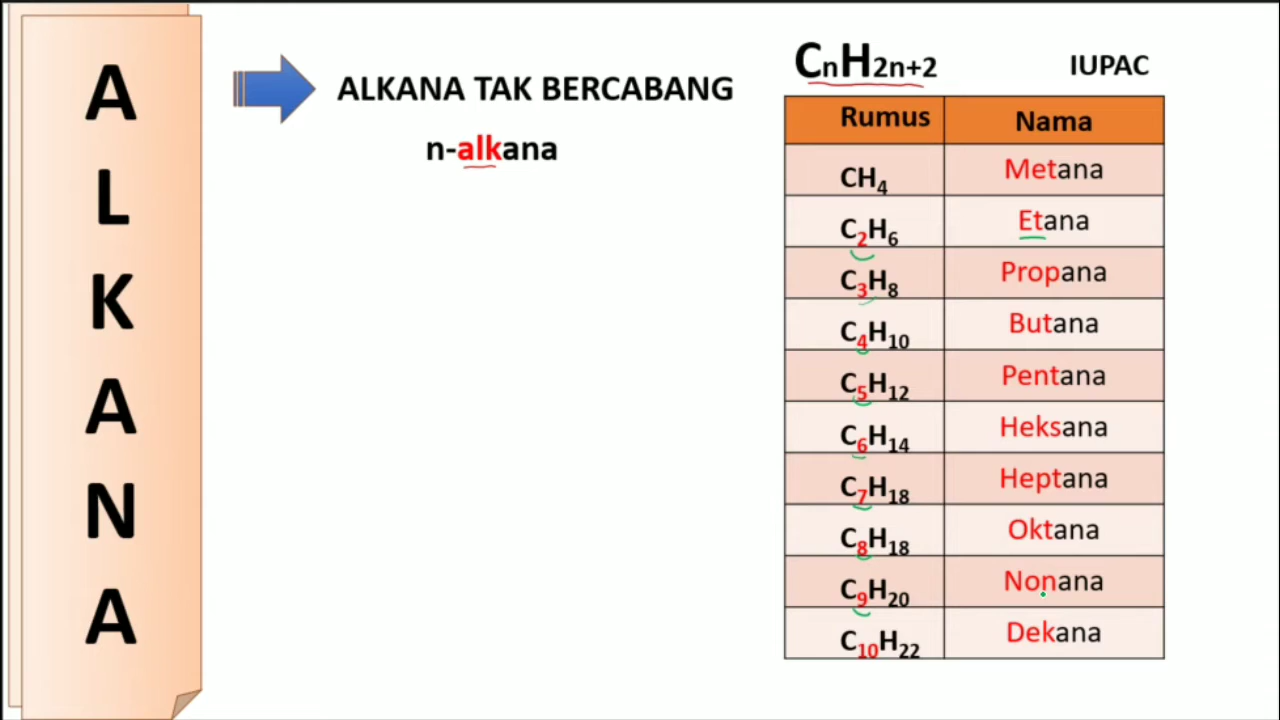 ALKANA
ALKANA TAK BERCABANG
n-alkana
CnH2n+2
IUPAC
Rumus Nama
CH4 Metana
C2H6 Etana
C3H8 Propana
C4H10 Butana
C5H12 Pentana
C6H14 Heksana
C7H18 Heptana
C8H18 Oktana
C9H20 Nonana
C10H22 Dekana